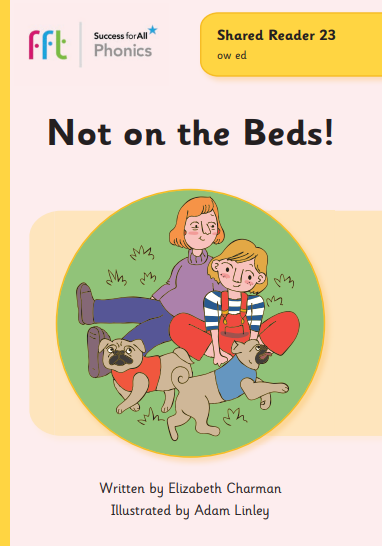 fft
Success for All
Phonics
Shared Reader 23
ow ed
Not on the Beds!
Written by Elizabeth Charman
Illustrated by Adam Linley